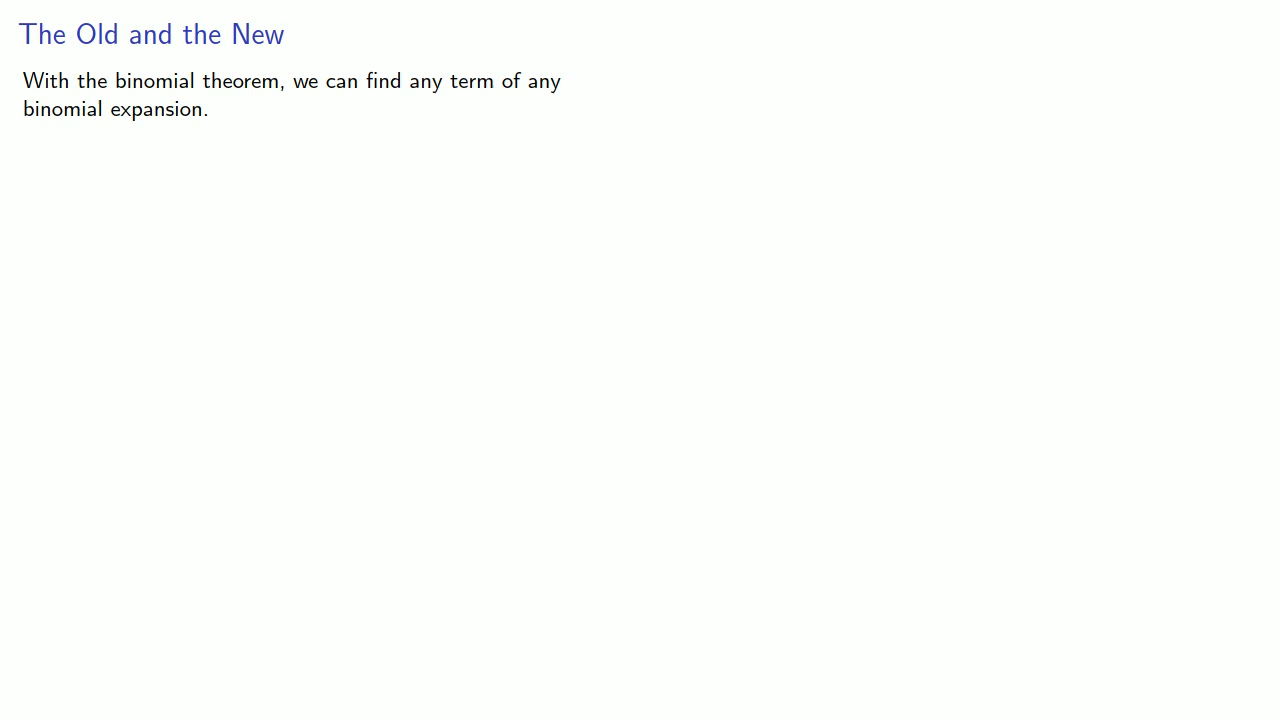 The Old and the New
With the binomial theorem, we can find any term of any
binomial expansion.